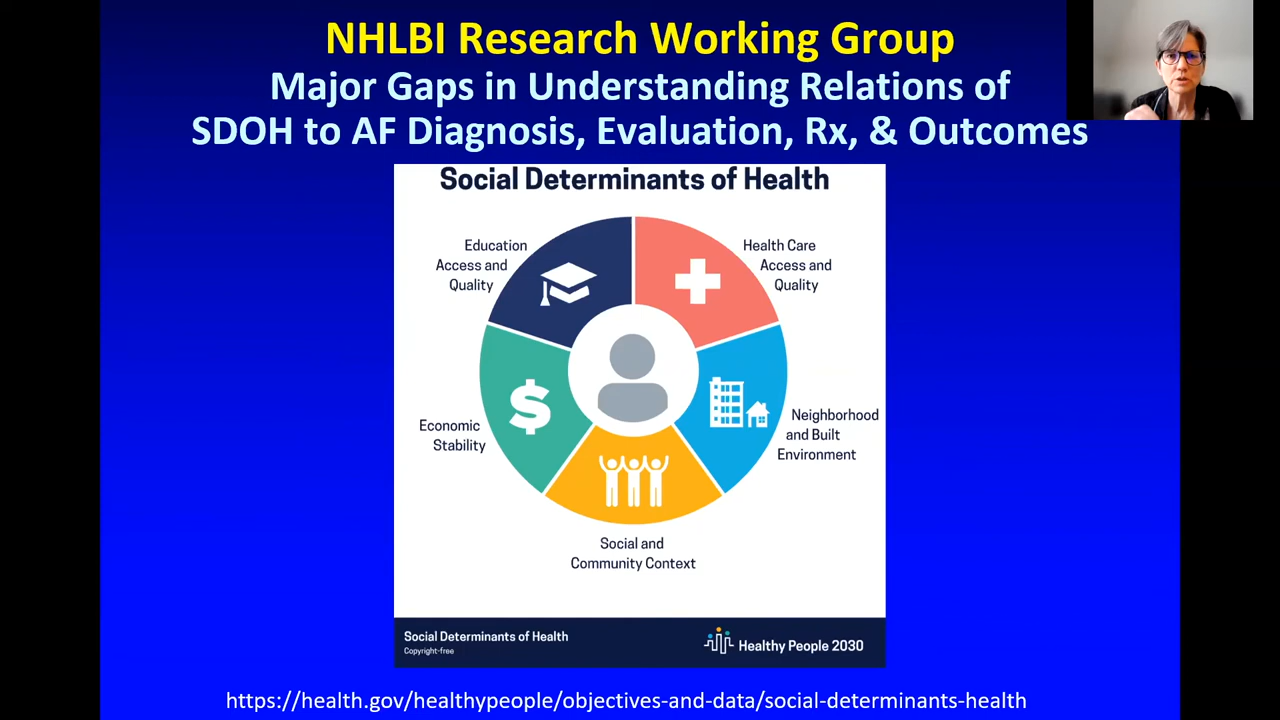 NHLBI Research Working Group
Major Gaps in Understanding Relations of
SDOH to AF Diagnosis, Evaluation, Rx, & Outcomes
Social Determinants of Health
Education
Access and
Quality
Health Care
Access and
Quality
Economic
Stability
Neighborhood
and Built
Environment
Social and
Community Context
Social Determinants of Health
Copyright-free
Healthy People 2030
https://health.gov/healthypeople/objectives-and-data/social-determinants-health